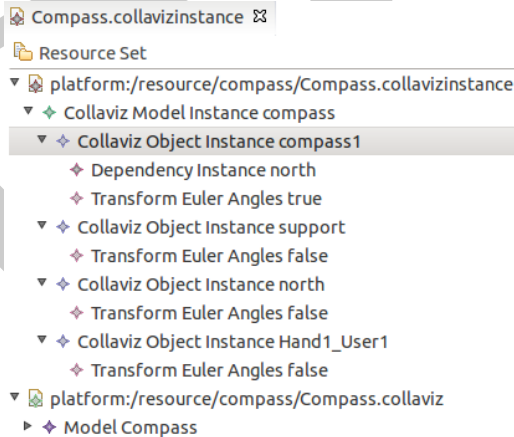 Compass.collavizinstance
Resource Set
platform:/resource/compass/Compass.collavizinstance
Collaviz Model Instance compass
Collaviz Object Instance compass1
Dependency Instance north
Transform Euler Angles true
Collaviz Object Instance support
Transform Euler Angles false
Collaviz Object Instance north
Transform Euler Angles false
Collaviz Object Instance Hand1_User1
Transform Euler Angles false
platform:/resource/compass/Compass.collaviz
Model Compass